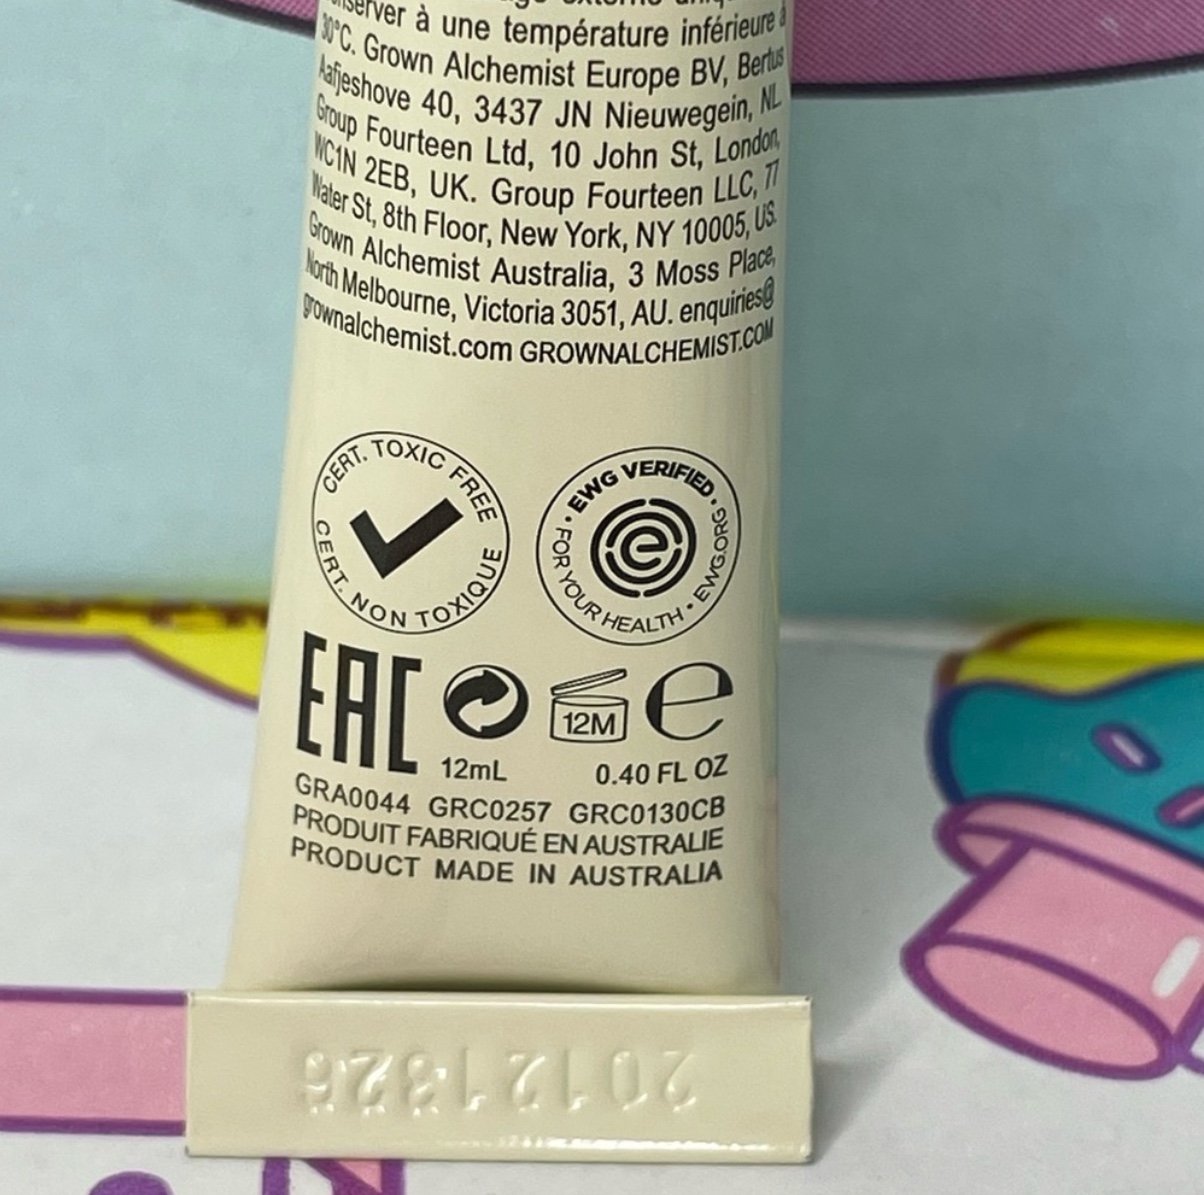 à une température inférieure à
30°C. Grown Alchemist Europe BV, Bertus
Aafjeshove 40, 3437 JN Nieuwegein, NL
Group Fourteen Ltd, 10 John St, London,
WC1N 2EB, UK. Group Fourteen LLC, 77
Water St, 8th Floor, New York, NY 10005, US.
Grown Alchemist Australia, 3 Moss Place,
North Melbourne, Victoria 3051, AU. enquiries@
grownalchemist.com GROWNALCHEMIST.COM
CERT. TOXIC FREE
CERT. NON TOXIQUE
• EWG VERIFIED •
FOR YOUR HEALTH • EWG.ORG
e
EAC 12M e
12mL 0.40 FL OZ
GRA0044 GRC0257 GRC0130CB
PRODUIT FABRIQUÉ EN AUSTRALIE
PRODUCT MADE IN AUSTRALIA